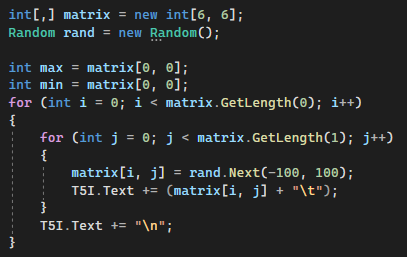 int[,] matrix = new int[6, 6];
Random rand = new Random();
int max = matrix[0, 0];
int min = matrix[0, 0];
for (int i = 0; i < matrix.GetLength(0); i++)
{
for (int j = 0; j < matrix.GetLength(1); j++)
{
matrix[i, j] = rand.Next(-100, 100);
T5I.Text += (matrix[i, j] + "\t");
}
T5I.Text += "\n";
}